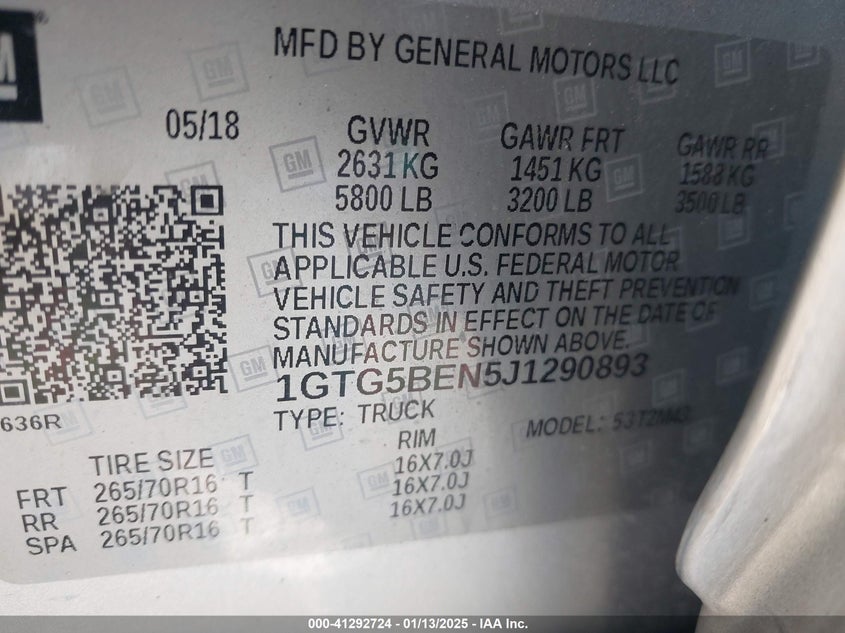 GM
MFD BY GENERAL MOTORS LLC
05/18
GVWR GAWR FRT GAWR RR
2631 KG 1451 KG 1588 KG
5800 LB 3200 LB 3500 LB
THIS VEHICLE CONFORMS TO ALL
APPLICABLE U.S. FEDERAL MOTOR
VEHICLE SAFETY AND THEFT PREVENTION
STANDARDS IN EFFECT ON THE DATE OF
MANUFACTURE SHOWN ABOVE.
1GTG5BEN5J1290893
636R
TYPE: TRUCK MODEL:
TIRE SIZE RIM
FRT 265/70R16 T 16X7.0J
RR 265/70R16 T 16X7.0J
SPA 265/70R16 T 16X7.0J
000-41292724 — 01/13/2025 - IAA Inc.